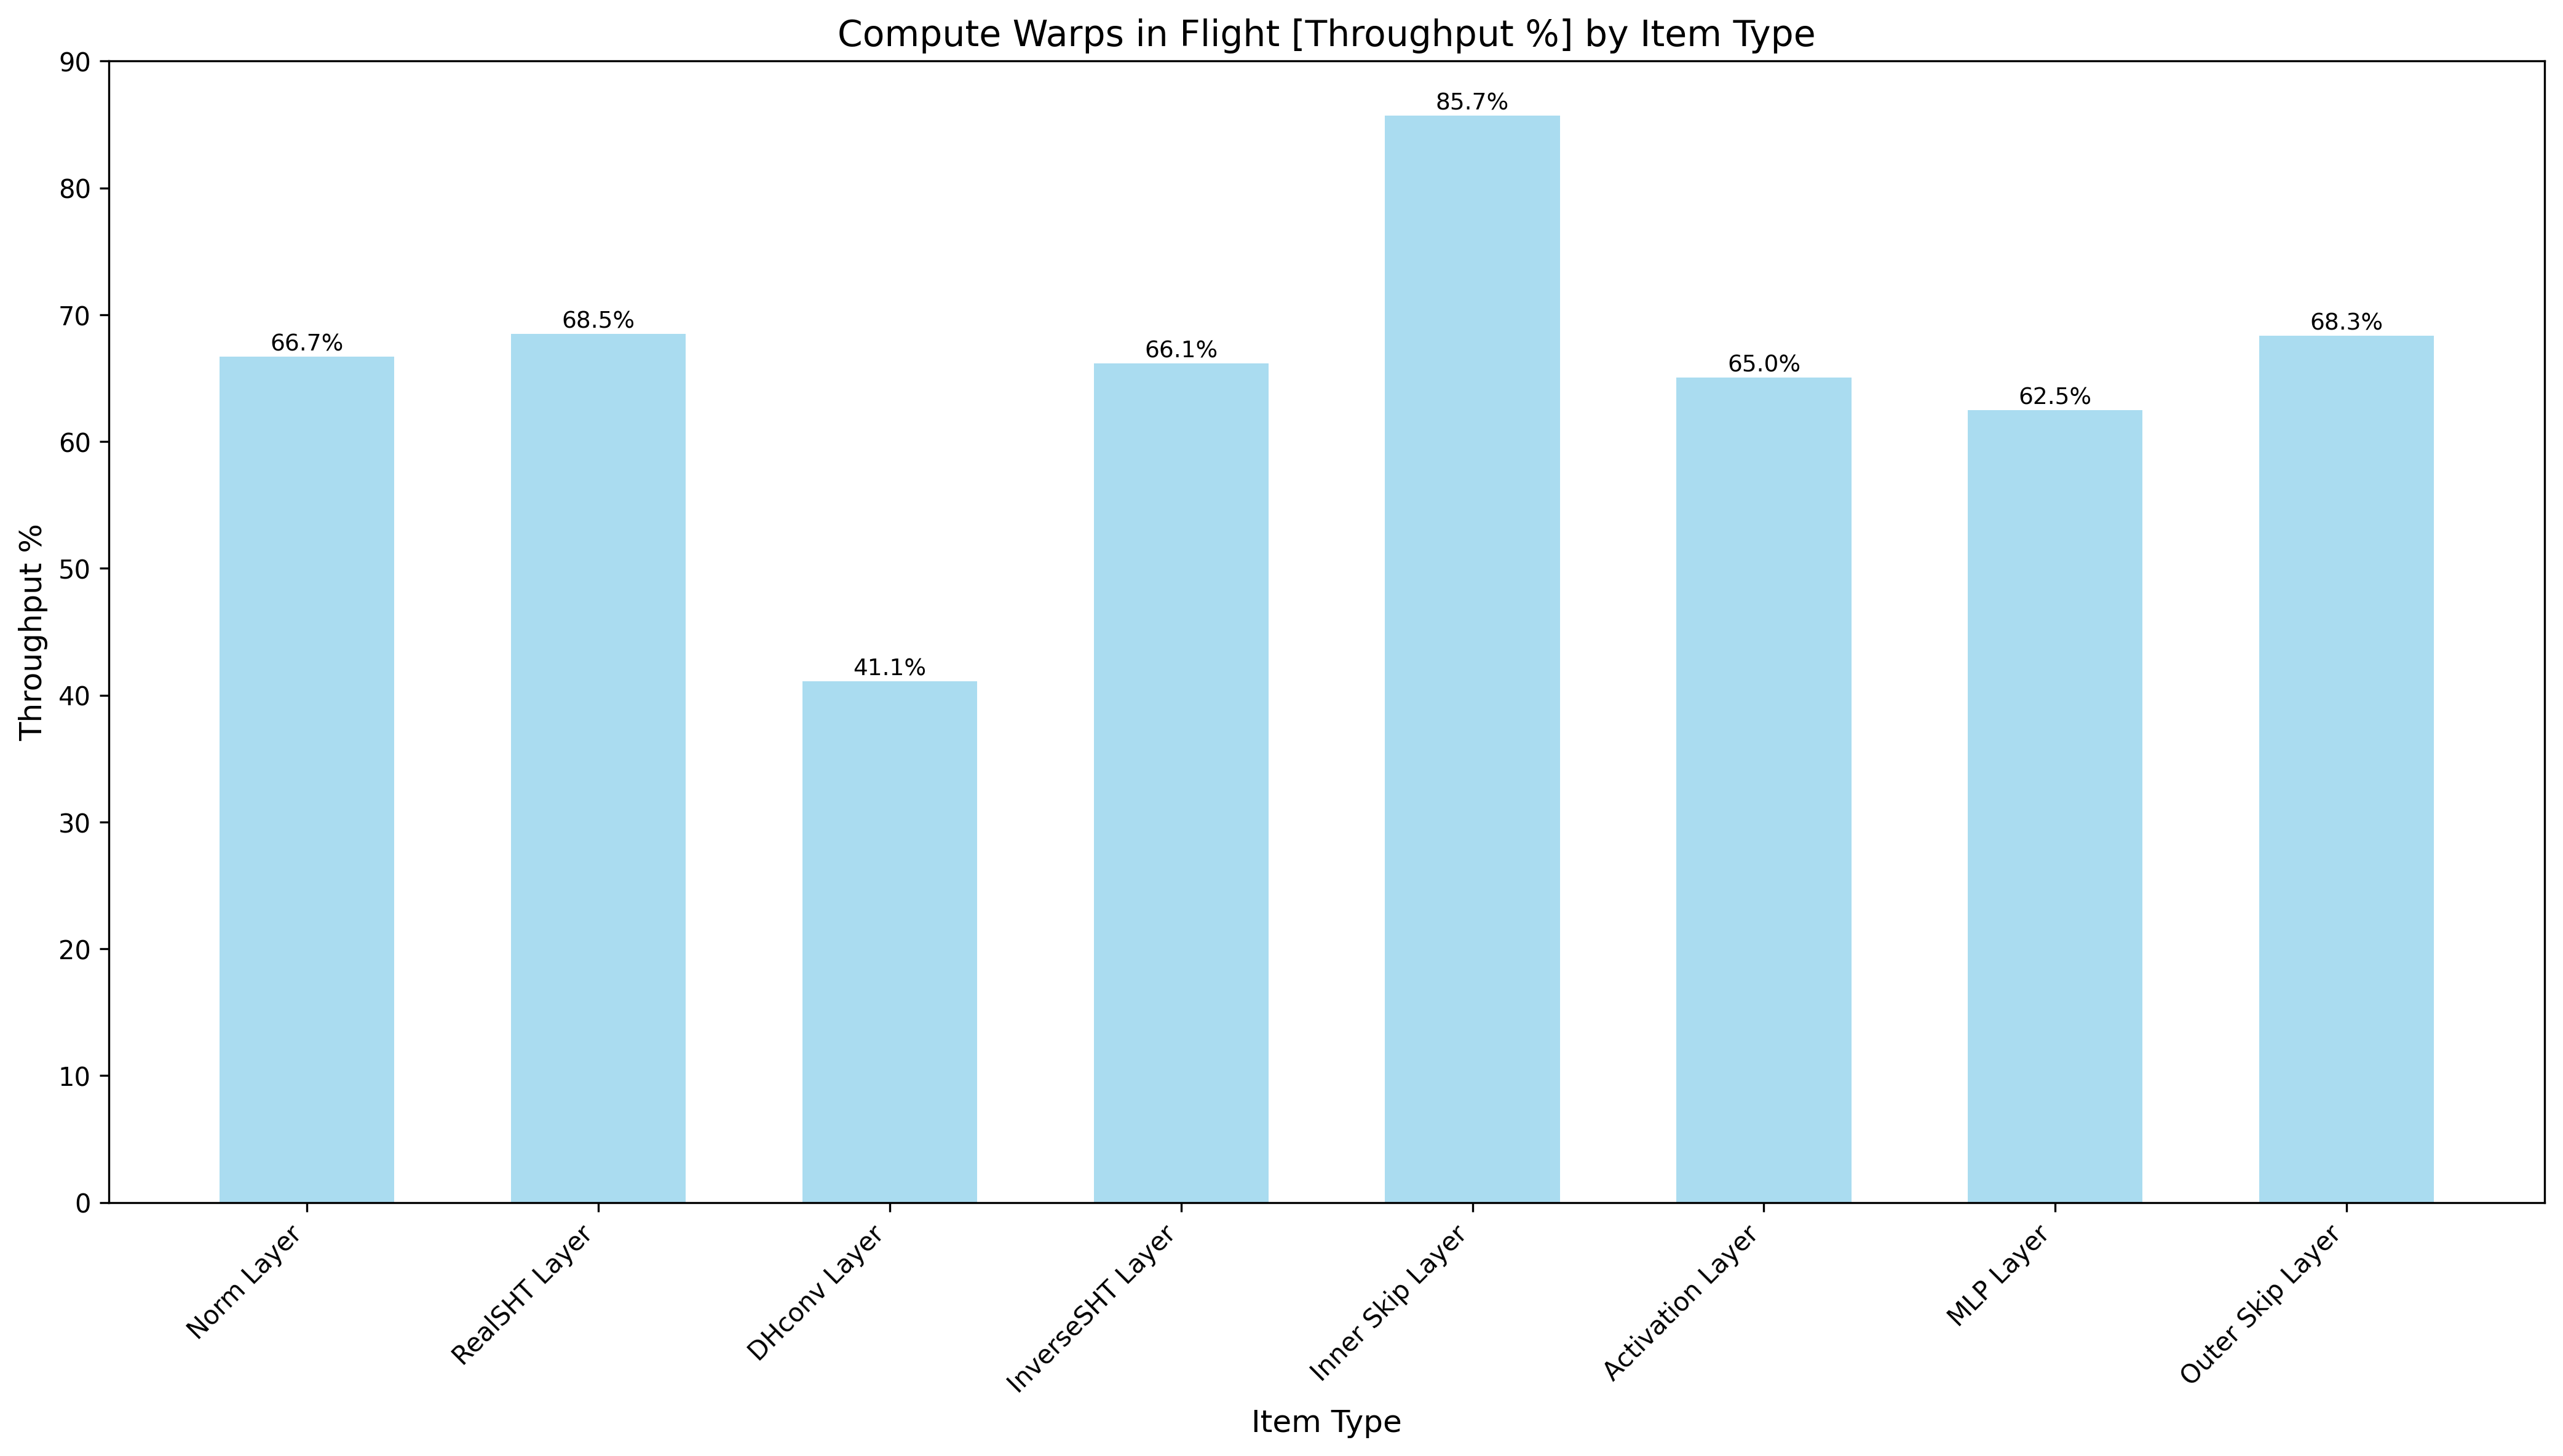 Compute Warps in Flight [Throughput %] by Item Type
Throughput %
90
80
70
60
50
40
30
20
10
0
66.7%
68.5%
41.1%
66.1%
85.7%
65.0%
62.5%
68.3%
Norm Layer
RealSHT Layer
DHconv Layer
InverseSHT Layer
Inner Skip Layer
Activation Layer
MLP Layer
Outer Skip Layer
Item Type